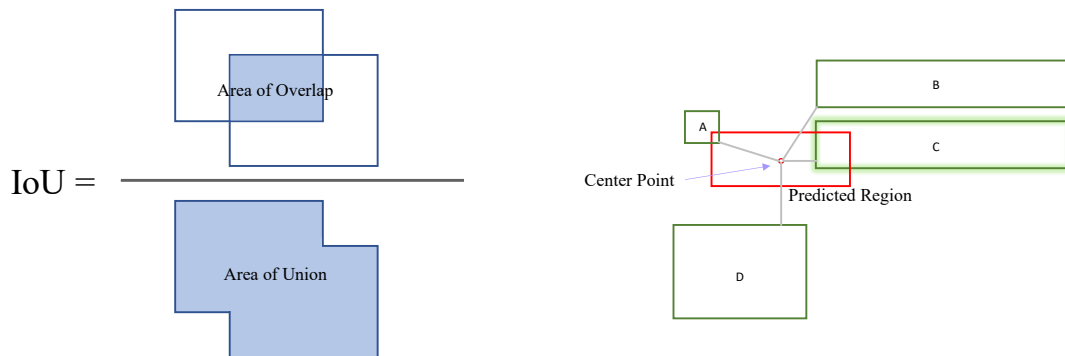 IoU =
Area of Overlap
Area of Union
A
B
C
Center Point
Predicted Region
D